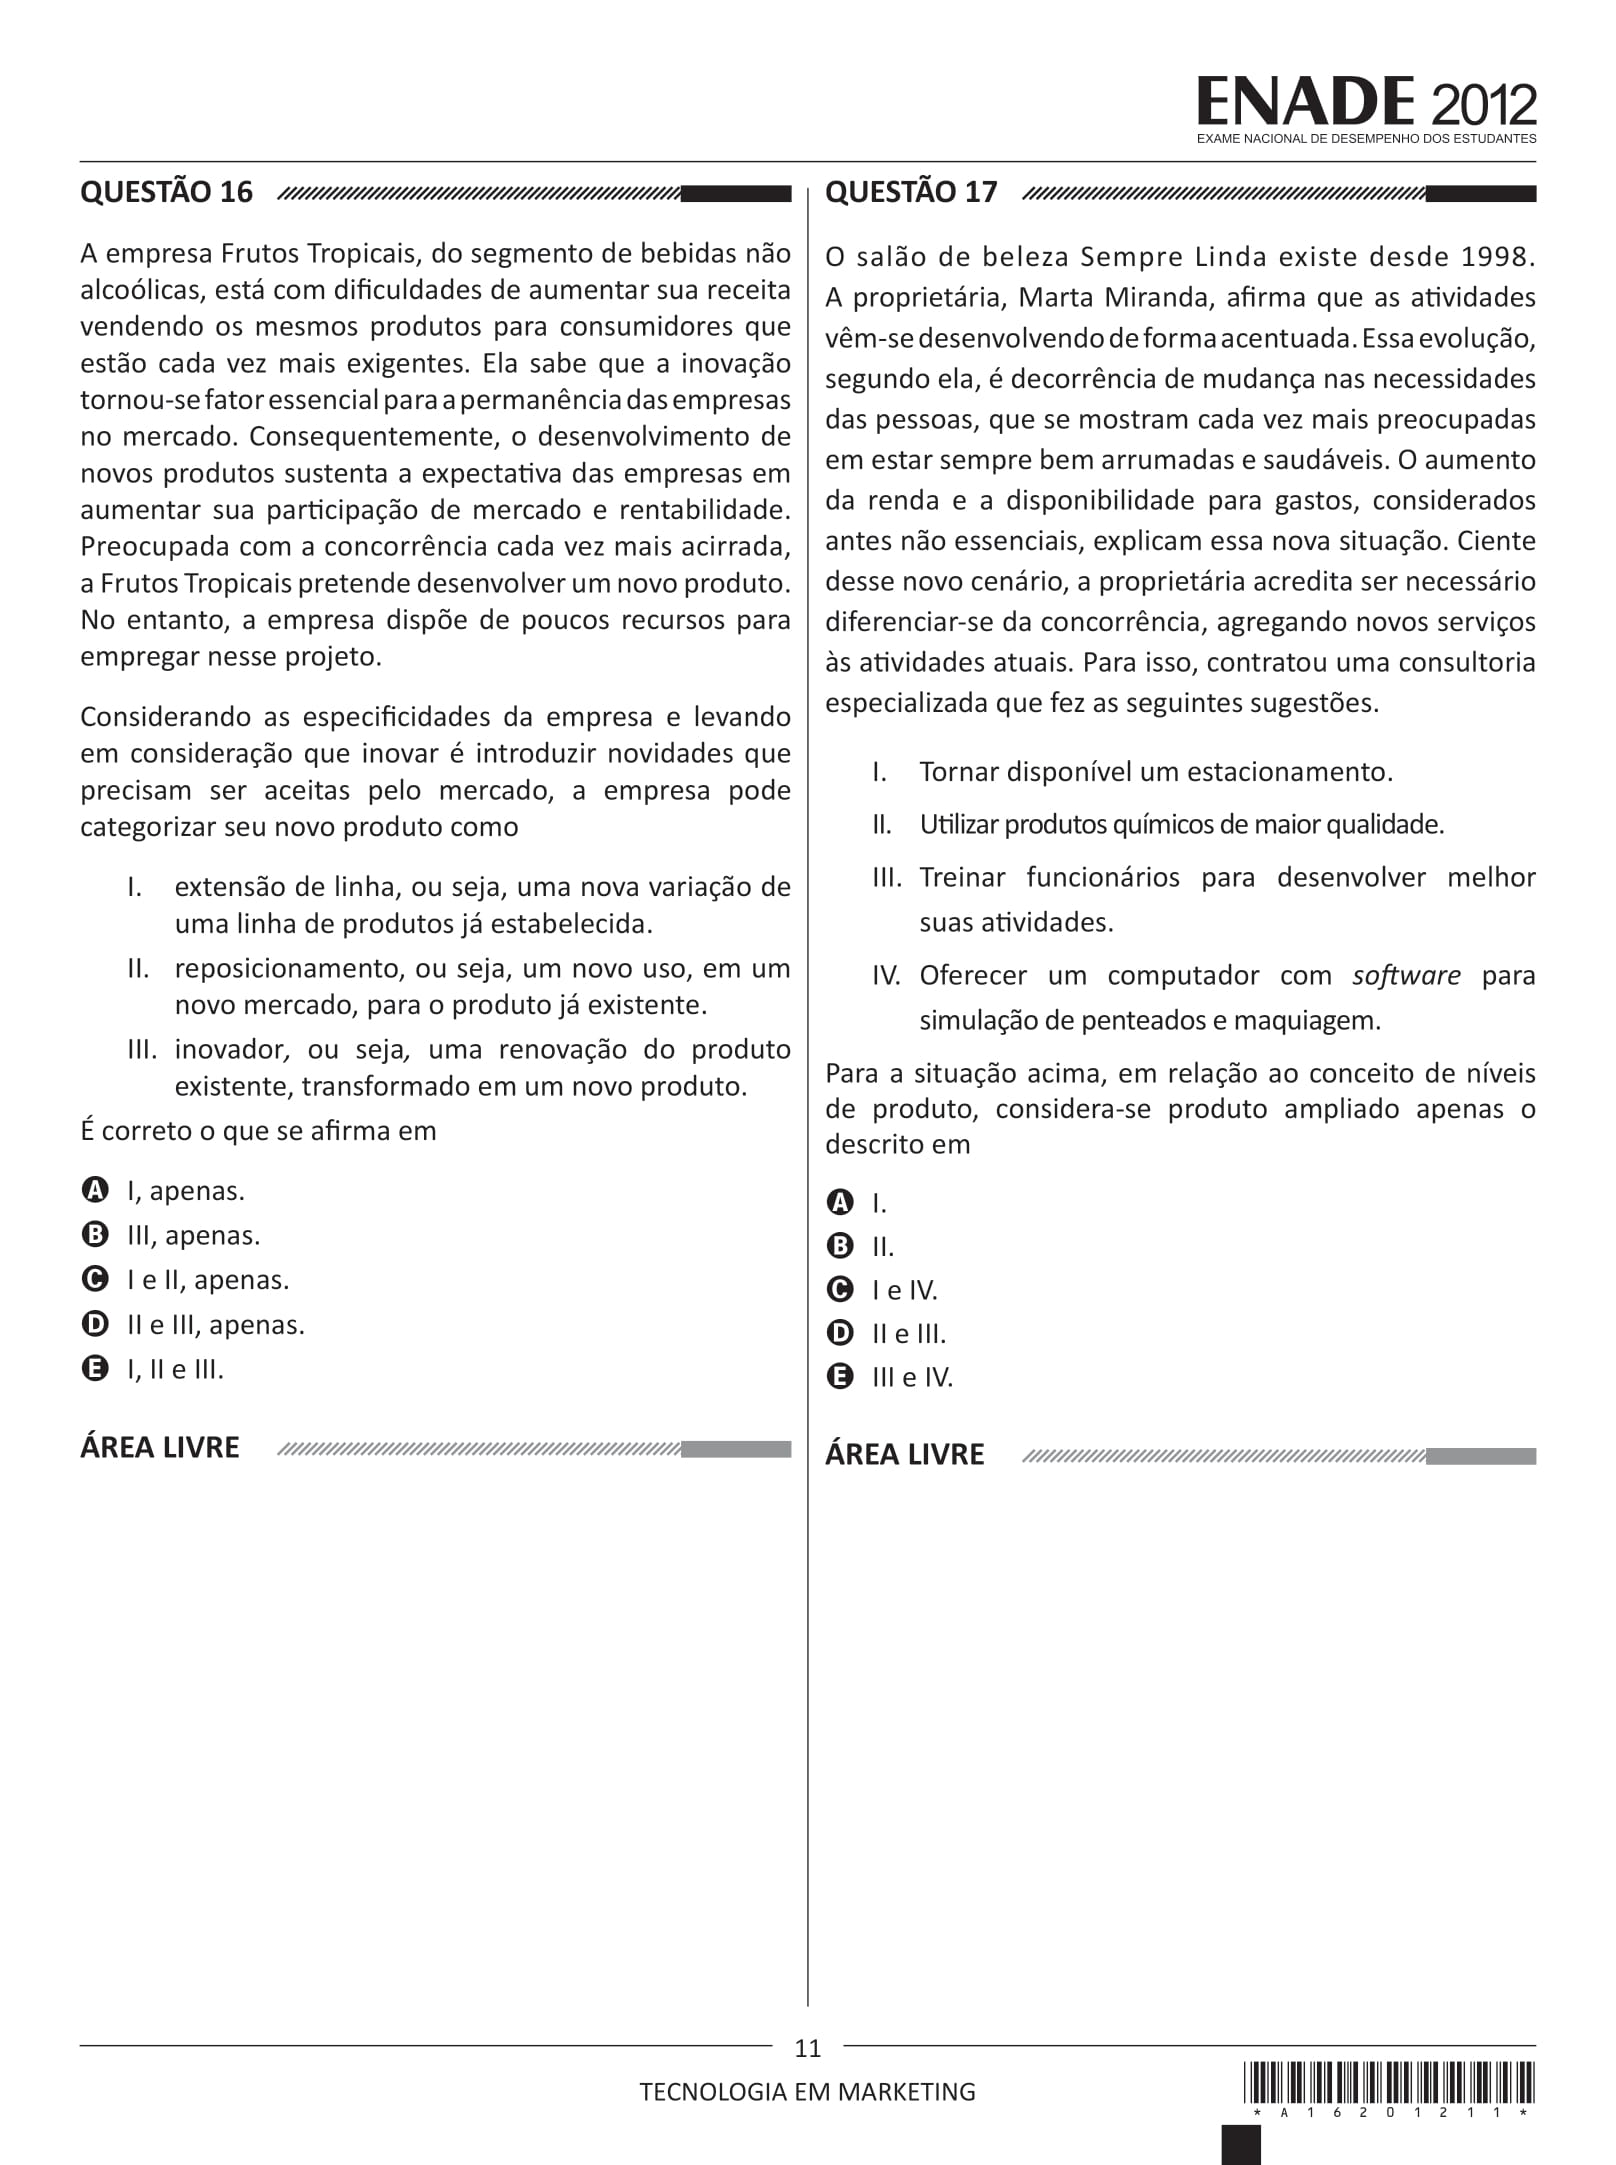 ENADE 2012
EXAME NACIONAL DE DESEMPENHO DOS ESTUDANTES
QUESTÃO 16
A empresa Frutos Tropicais, do segmento de bebidas não
alcoólicas, está com dificuldades de aumentar sua receita
vendendo os mesmos produtos para consumidores que
estão cada vez mais exigentes. Ela sabe que a inovação
tornou-se fator essencial para a permanência das empresas
no mercado. Consequentemente, o desenvolvimento de
novos produtos sustenta a expectativa das empresas em
aumentar sua participação de mercado e rentabilidade.
Preocupada com a concorrência cada vez mais acirrada,
a Frutos Tropicais pretende desenvolver um novo produto.
No entanto, a empresa dispõe de poucos recursos para
empregar nesse projeto.
Considerando as especificidades da empresa e levando
em consideração que inovar é introduzir novidades que
precisam ser aceitas pelo mercado, a empresa pode
categorizar seu novo produto como
I. extensão de linha, ou seja, uma nova variação de
uma linha de produtos já estabelecida.
II. reposicionamento, ou seja, um novo uso, em um
novo mercado, para o produto já existente.
III. inovador, ou seja, uma renovação do produto
existente, transformado em um novo produto.
É correto o que se afirma em
A I, apenas.
B III, apenas.
C I e II, apenas.
D II e III, apenas.
E I, II e III.
ÁREA LIVRE
QUESTÃO 17
O salão de beleza Sempre Linda existe desde 1998.
A proprietária, Marta Miranda, afirma que as atividades
vêm-se desenvolvendo de forma acentuada. Essa evolução,
segundo ela, é decorrência de mudança nas necessidades
das pessoas, que se mostram cada vez mais preocupadas
em estar sempre bem arrumadas e saudáveis. O aumento
da renda e a disponibilidade para gastos, considerados
antes não essenciais, explicam essa nova situação. Ciente
desse novo cenário, a proprietária acredita ser necessário
diferenciar-se da concorrência, agregando novos serviços
às atividades atuais. Para isso, contratou uma consultoria
especializada que fez as seguintes sugestões.
I. Tornar disponível um estacionamento.
II. Utilizar produtos químicos de maior qualidade.
III. Treinar funcionários para desenvolver melhor
suas atividades.
IV. Oferecer um computador com software para
simulação de penteados e maquiagem.
Para a situação acima, em relação ao conceito de níveis
de produto, considera-se produto ampliado apenas o
descrito em
A I.
B II.
C I e IV.
D II e III.
E III e IV.
ÁREA LIVRE
11
TECNOLOGIA EM MARKETING
* A 1 6 2 0 1 2 1 1 *